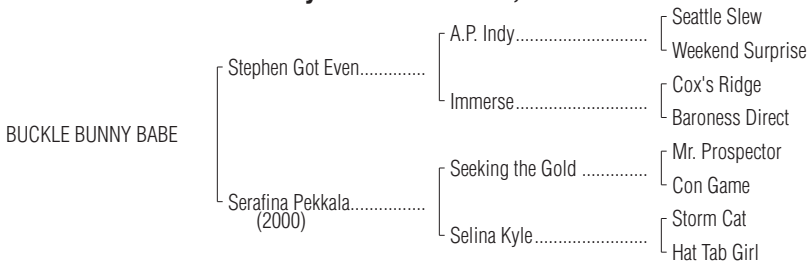 Seattle Slew
A.P. Indy
Weekend Surprise
Stephen Got Even
Cox's Ridge
Immerse
Baroness Direct
BUCKLE BUNNY BABE
Mr. Prospector
Seeking the Gold
Con Game
Serafina Pekkala
(2000)
Storm Cat
Selina Kyle
Hat Tab Girl